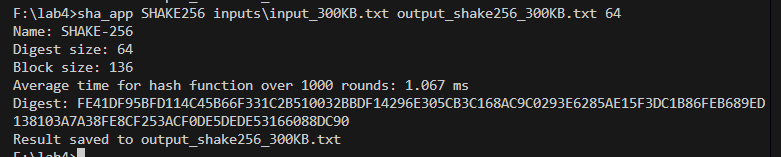 F:\lab4>sha_app SHAKE256 inputs\input_300KB.txt output_shake256_300KB.txt 64
Name: SHAKE-256
Digest size: 64
Block size: 136
Average time for hash function over 1000 rounds: 1.067 ms
Digest: FE41DF95BFD114C45B66F331C2B510032BBDF14296E305CB3C168AC9C0293E6285AE15F3DC1B86FEB689ED
138103A7A38FE8CF253ACF0DE5DEDE53166088DC90
Result saved to output_shake256_300KB.txt
F:\lab4>